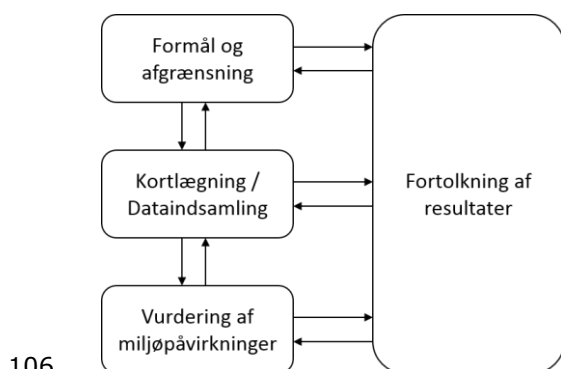 Formål og
afgrænsning
Kortlægning /
Dataindsamling
Fortolkning af
resultater
Vurdering af
miljøpåvirkninger
106